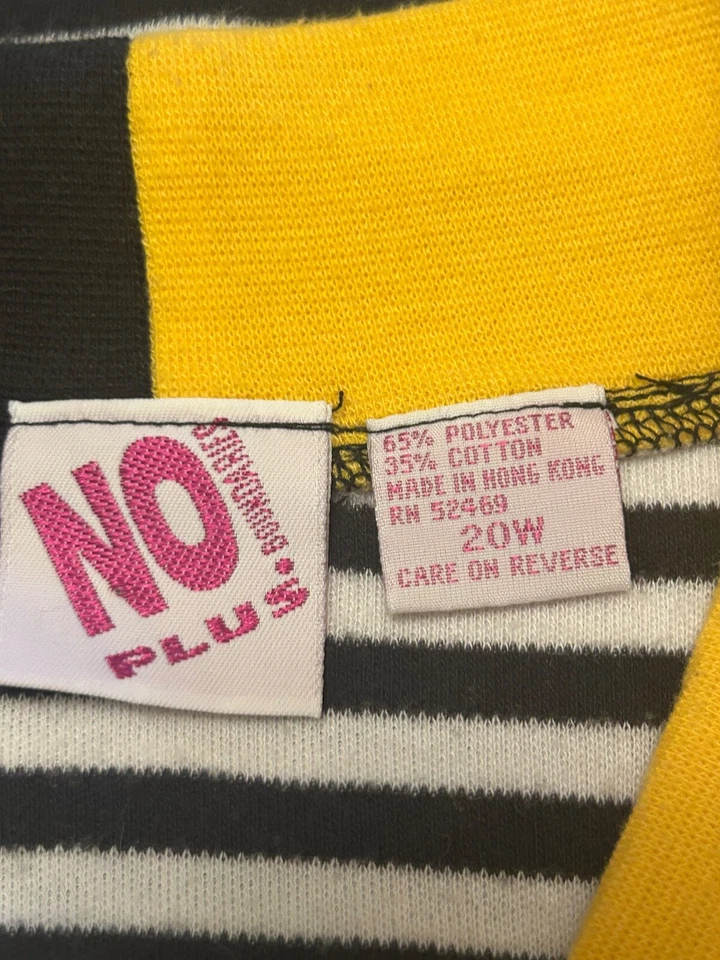 NO
BOUNDARIES
PLUS
65% POLYESTER
35% COTTON
MADE IN HONG KONG
RN 52469
20W
CARE ON REVERSE